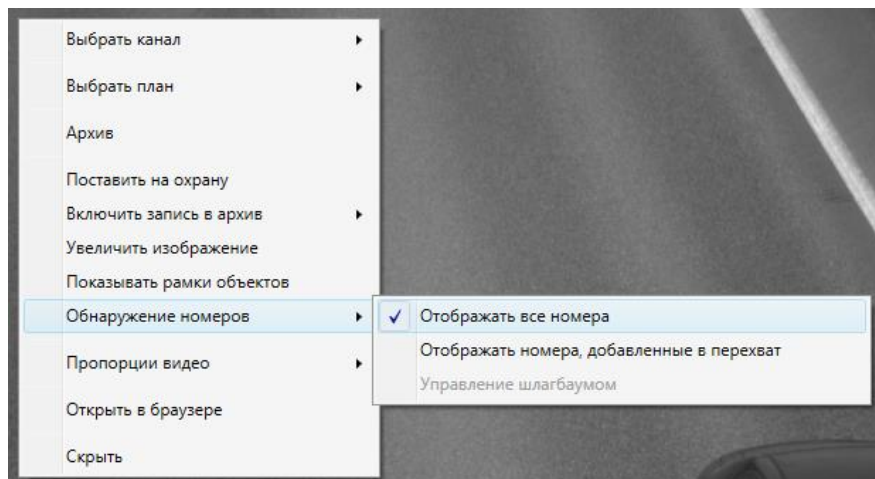 Выбрать канал
Выбрать план
Архив
Поставить на охрану
Включить запись в архив
Увеличить изображение
Показывать рамки объектов
Обнаружение номеров
Отображать все номера
Отображать номера, добавленные в перехват
Управление шлагбаумом
Пропорции видео
Открыть в браузере
Скрыть